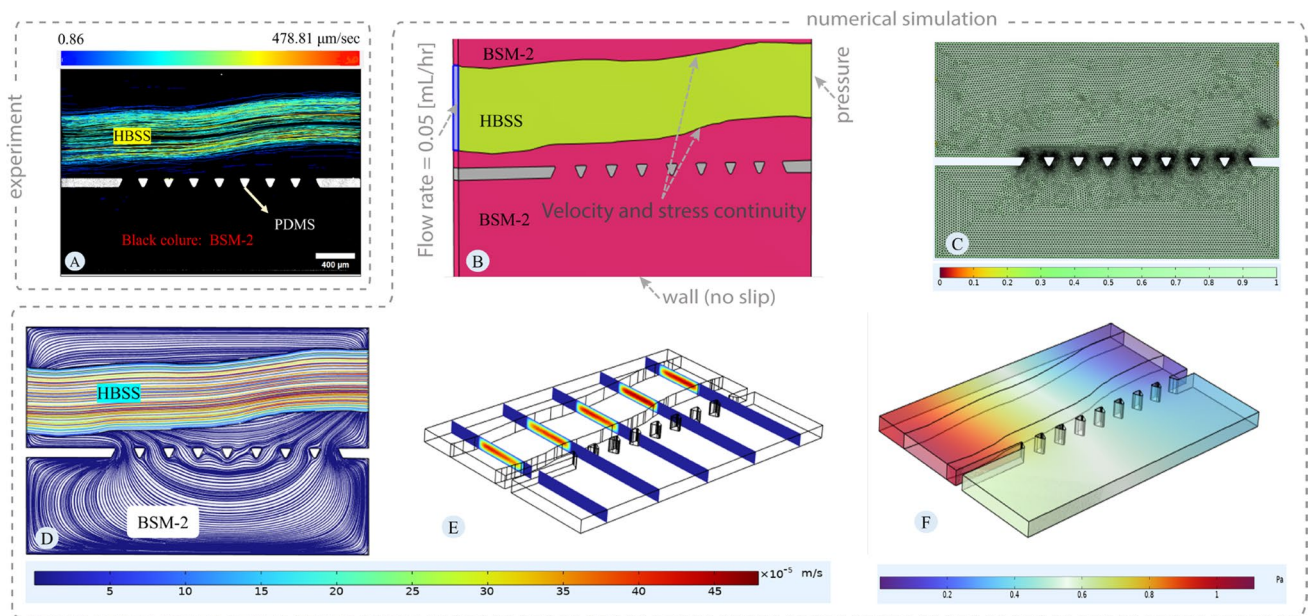 numerical simulation
experiment
0.86 478.81 μm/sec
HBSS
PDMS
Black colure: BSM-2
A
400 μm
Flow rate = 0.05 [mL/hr]
BSM-2
HBSS
pressure
Velocity and stress continuity
BSM-2
B
wall (no slip)
C
0 0.1 0.2 0.3 0.4 0.5 0.6 0.7 0.8 0.9 1
HBSS
BSM-2
D
E
F
5 10 15 20 25 30 35 40 45 ×10⁻⁵ m/s
0.2 0.4 0.6 0.8 1 Pa